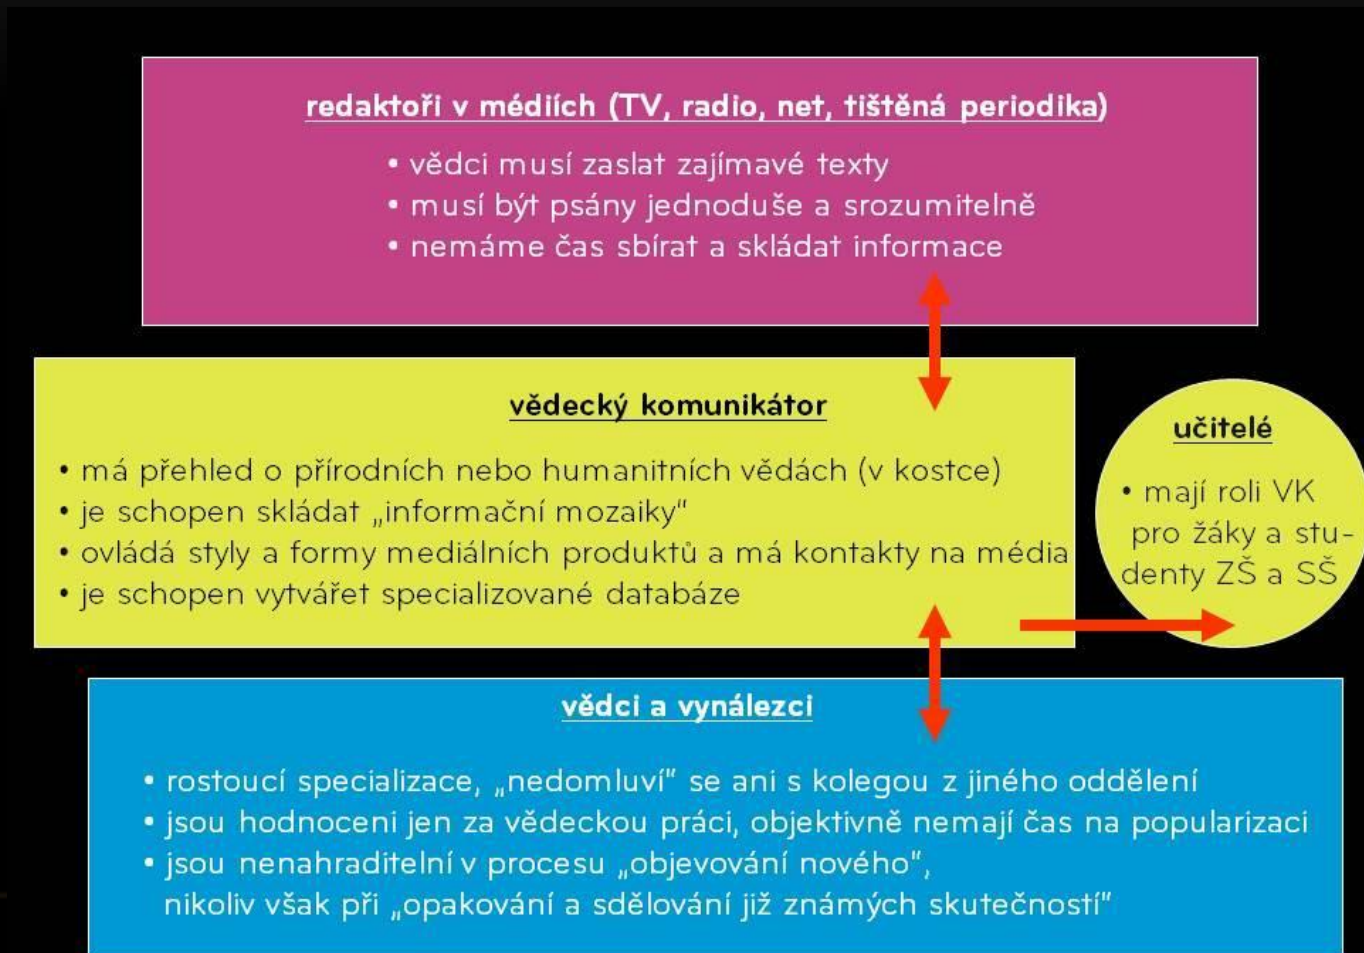 redaktoři v médiích (TV, radio, net, tištěná periodika)
• vědci musí zaslat zajímavé texty
• musí být psány jednoduše a srozumitelně
• nemáme čas sbírat a skládat informace
vědecký komunikátor
• má přehled o přírodních nebo humanitních vědách (v kostce)
• je schopen skládat „informační mozaiky“
• ovládá styly a formy mediálních produktů a má kontakty na média
• je schopen vytvářet specializované databáze
učitelé
• mají roli VK
pro žáky a stu-
denty ZŠ a SŠ
vědci a vynálezci
• rostoucí specializace, „nedomluví“ se ani s kolegou z jiného oddělení
• jsou hodnoceni jen za vědeckou práci, objektivně nemají čas na popularizaci
• jsou nenahraditelní v procesu „objevování nového“,
nikoliv však při „opakování a sdělování již známých skutečností“